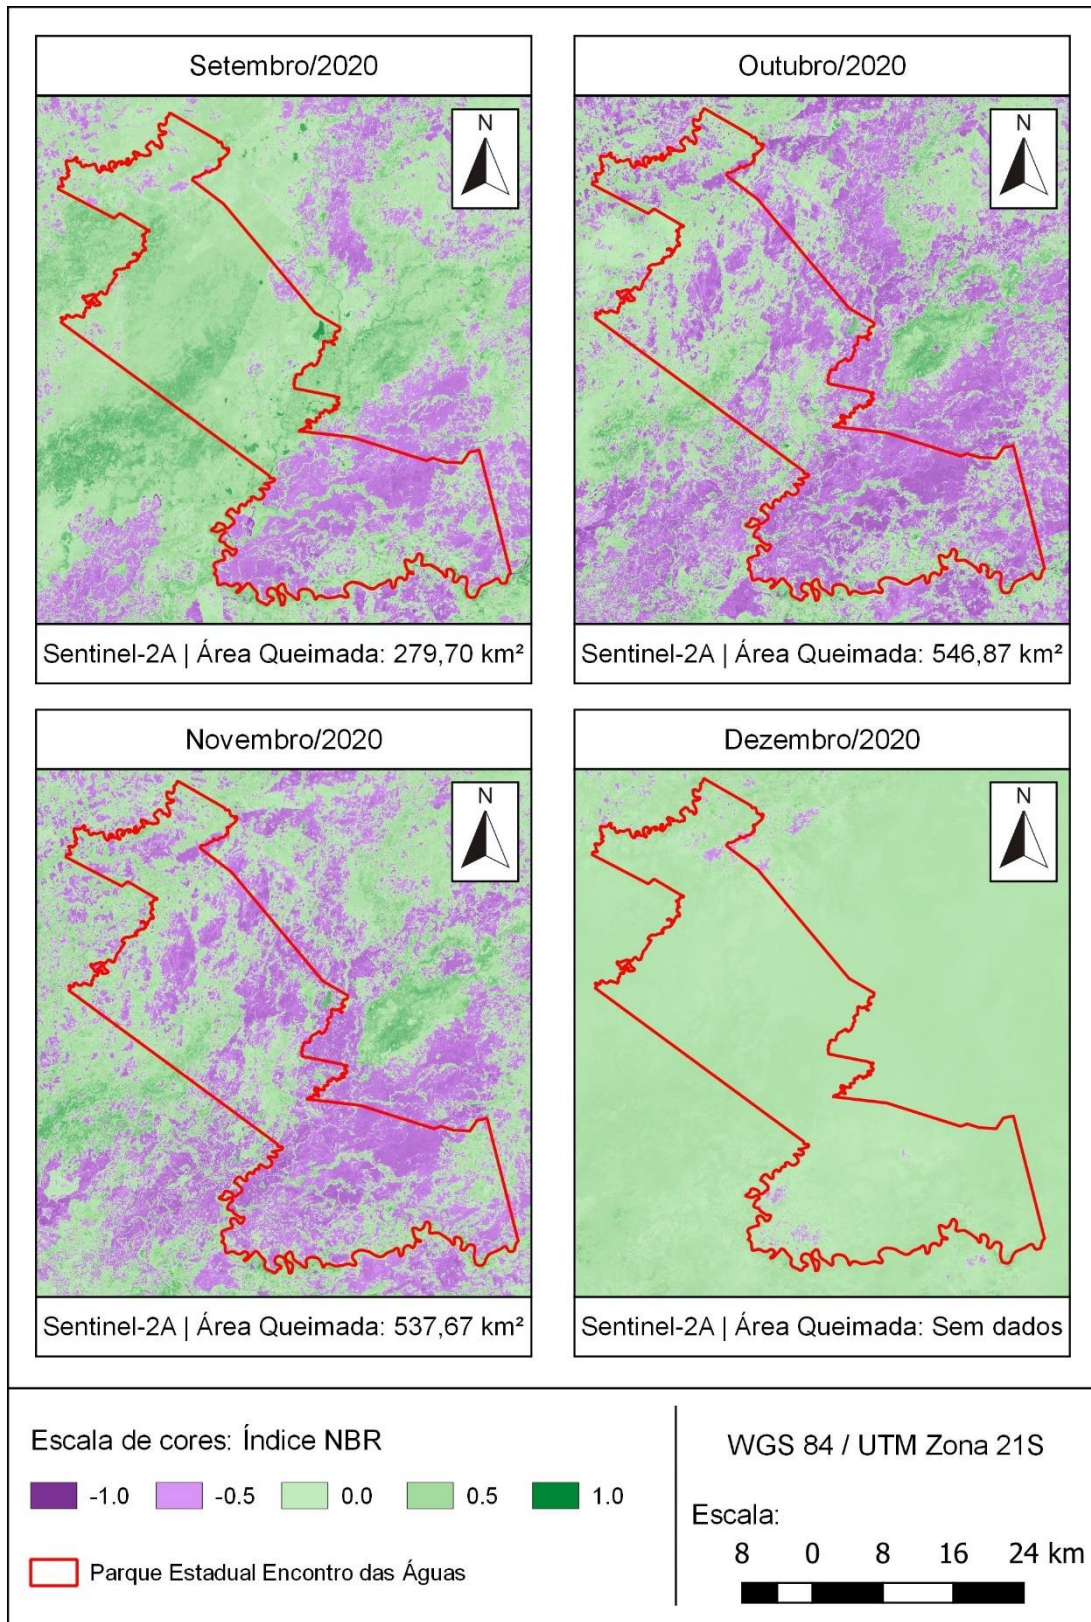 Setembro/2020
Outubro/2020
N
N
Sentinel-2A | Área Queimada: 279,70 km²
Sentinel-2A | Área Queimada: 546,87 km²
Novembro/2020
Dezembro/2020
N
N
Sentinel-2A | Área Queimada: 537,67 km²
Sentinel-2A | Área Queimada: Sem dados
Escala de cores: Índice NBR
-1.0 -0.5 0.0 0.5 1.0
Parque Estadual Encontro das Águas
WGS 84 / UTM Zona 21S
Escala:
8 0 8 16 24 km